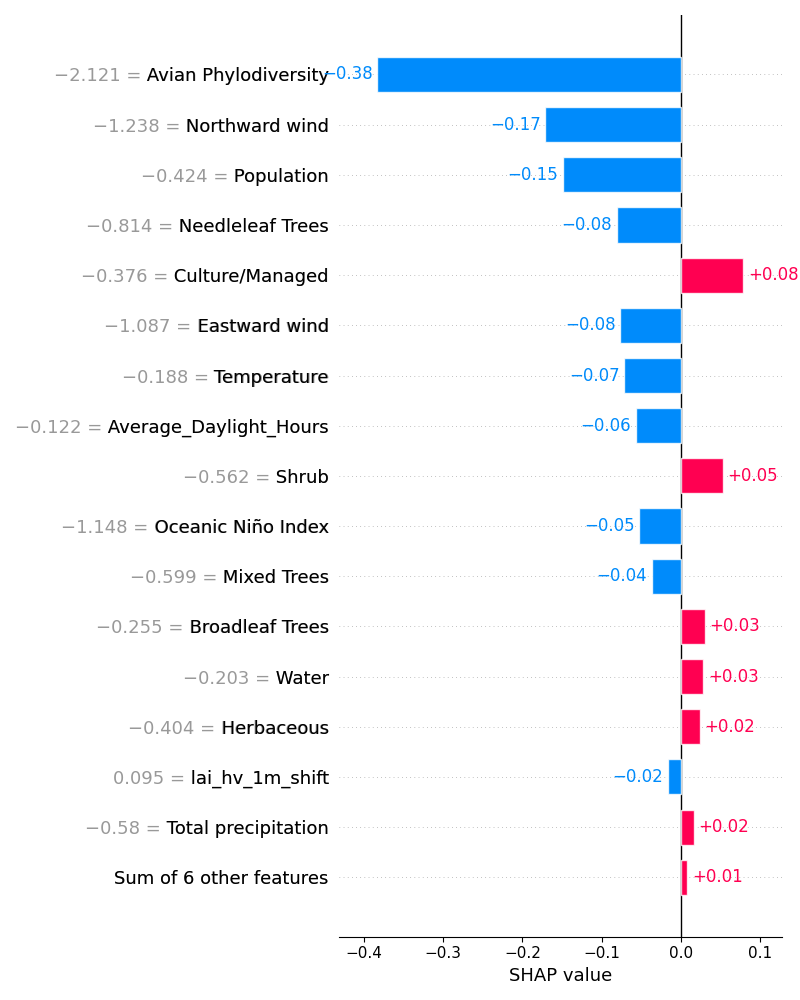 −2.121 = Avian Phylodiversity −0.38
−1.238 = Northward wind −0.17
−0.424 = Population −0.15
−0.814 = Needleleaf Trees −0.08
−0.376 = Culture/Managed +0.08
−1.087 = Eastward wind −0.08
−0.188 = Temperature −0.07
−0.122 = Average_Daylight_Hours −0.06
−0.562 = Shrub +0.05
−1.148 = Oceanic Niño Index −0.05
−0.599 = Mixed Trees −0.04
−0.255 = Broadleaf Trees +0.03
−0.203 = Water +0.03
−0.404 = Herbaceous +0.02
0.095 = lai_hv_1m_shift −0.02
−0.58 = Total precipitation +0.02
Sum of 6 other features +0.01
−0.4 −0.3 −0.2 −0.1 0.0 0.1
SHAP value